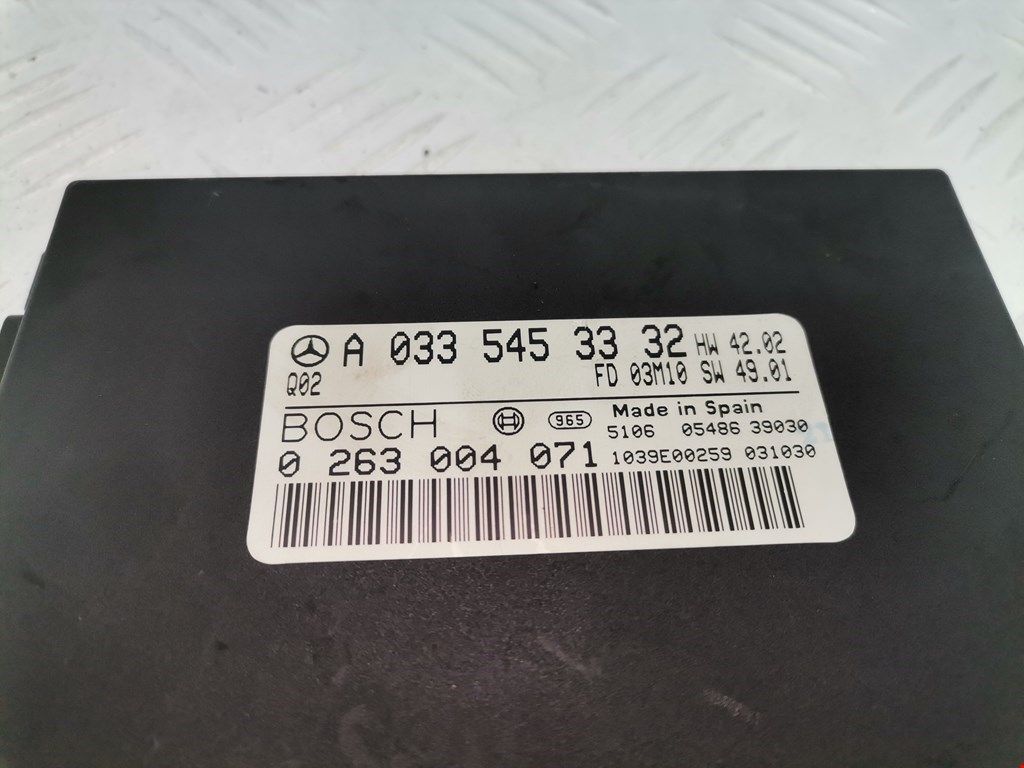 A 033 545 33 32 HW 42.02
Q02 FD 03M10 SW 49.01
BOSCH 965 Made in Spain
5106 05486 39030
0 263 004 071 1039E00259 031030